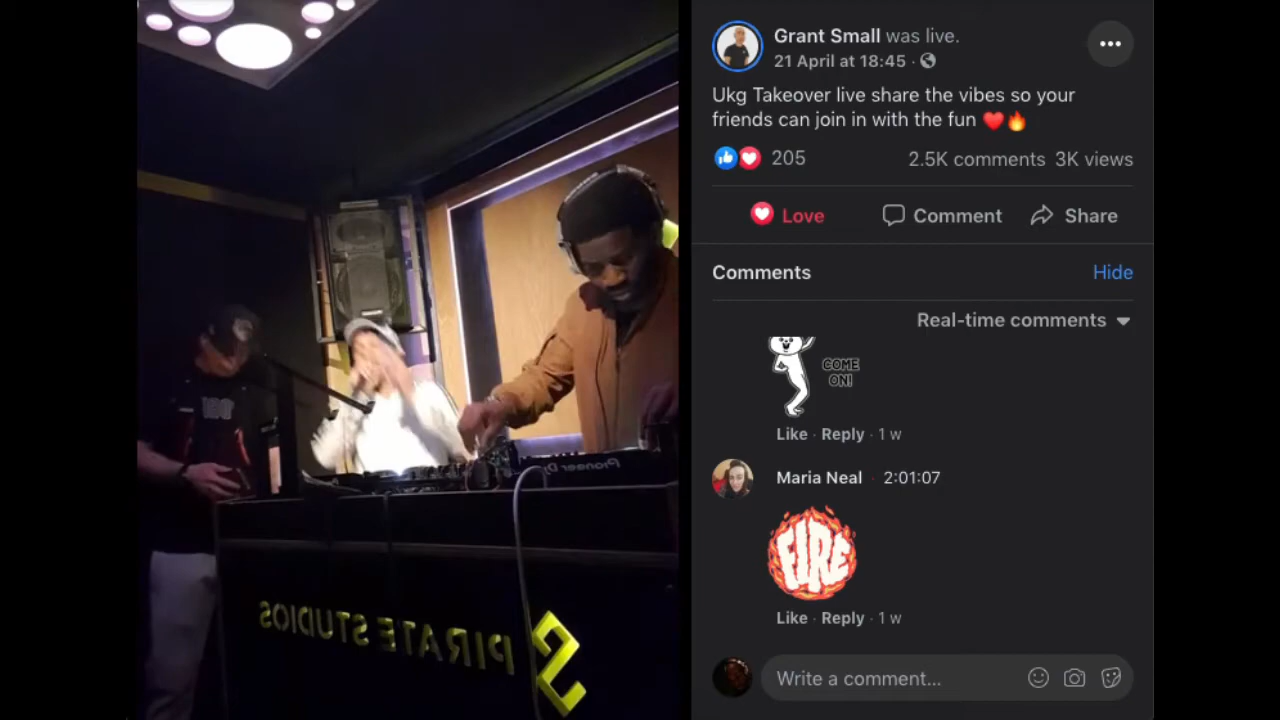 PIRATE STUDIOS
Pioneer Dj
Grant Small was live.
21 April at 18:45 ·
Ukg Takeover live share the vibes so your
friends can join in with the fun ❤️🔥
205
2.5K comments 3K views
Love Comment Share
Comments Hide
Real-time comments
COME
ON!
Like · Reply · 1 w
Maria Neal · 2:01:07
FIRE
Like · Reply · 1 w
Write a comment...